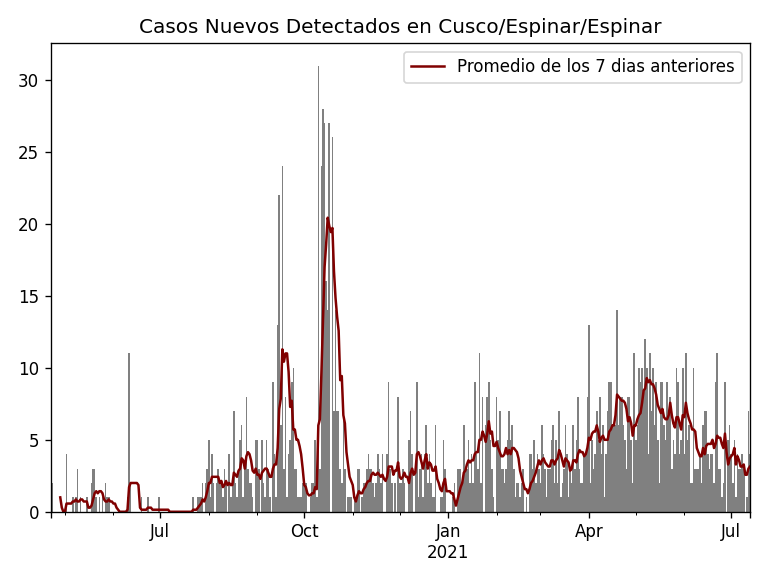 Casos Nuevos Detectados en Cusco/Espinar/Espinar
Promedio de los 7 dias anteriores
30
25
20
15
10
5
0
Jul
Oct
Jan
Apr
Jul
2021